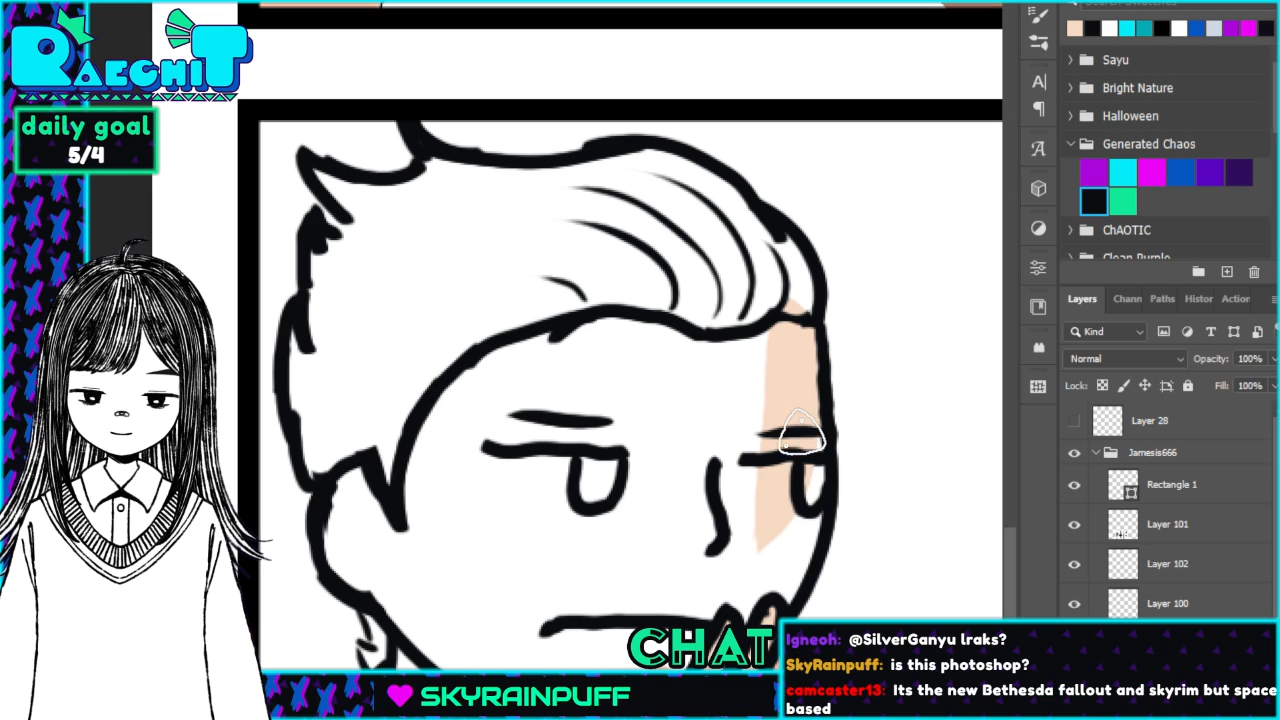 RAECHIT
daily goal
5/4
Sayu
Bright Nature
Halloween
Generated Chaos
ChAOTIC
Layers Chann Paths Histor Action
Kind
Normal Opacity: 100%
Lock: Fill: 100%
Layer 28
Jamesis666
Rectangle 1
Layer 101
Layer 102
Layer 100
CHAT
Igneoh: @SilverGanyu lraks?
SkyRainpuff: is this photoshop?
camcaster13: Its the new Bethesda fallout and skyrim but space
based
SKYRAINPUFF